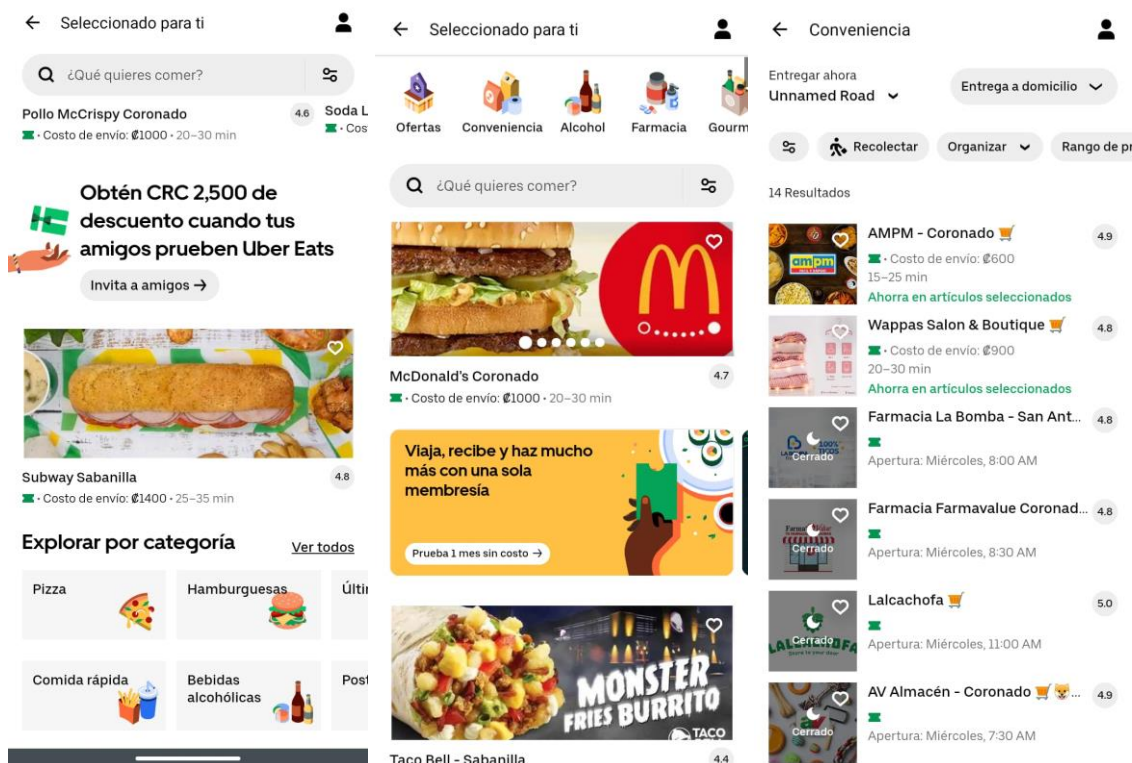 Seleccionado para ti
¿Qué quieres comer?
Pollo McCrispy Coronado 4.6 Soda L
· Costo de envío: ₡1000 · 20–30 min · Cos
Obtén CRC 2,500 de
descuento cuando tus
amigos prueben Uber Eats
Invita a amigos →
Subway Sabanilla 4.8
· Costo de envío: ₡1400 · 25–35 min
Explorar por categoría Ver todos
Pizza Hamburguesas Últi
Comida rápida Bebidas
alcohólicas Post
Seleccionado para ti
Ofertas Conveniencia Alcohol Farmacia Gourm
¿Qué quieres comer?
McDonald's Coronado 4.7
· Costo de envío: ₡1000 · 20–30 min
Viaja, recibe y haz mucho
más con una sola
membresía
Prueba 1 mes sin costo →
MONSTER
FRIES BURRITO
TACO
Taco Bell - Sabanilla 4.4
Conveniencia
Entregar ahora
Unnamed Road
Entrega a domicilio
Recolectar Organizar Rango de pr
14 Resultados
ampm
AMPM - Coronado 4.9
· Costo de envío: ₡600
15–25 min
Ahorra en artículos seleccionados
Wappas Salon & Boutique 4.8
· Costo de envío: ₡900
20–30 min
Ahorra en artículos seleccionados
Cerrado
Farmacia La Bomba - San Ant... 4.8
Apertura: Miércoles, 8:00 AM
Cerrado
Farmacia Farmavalue Coronad... 4.8
Apertura: Miércoles, 8:30 AM
LALCACHOFA
Cerrado
Lalcachofa 5.0
Apertura: Miércoles, 11:00 AM
Cerrado
AV Almacén - Coronado ... 4.9
Apertura: Miércoles, 7:30 AM